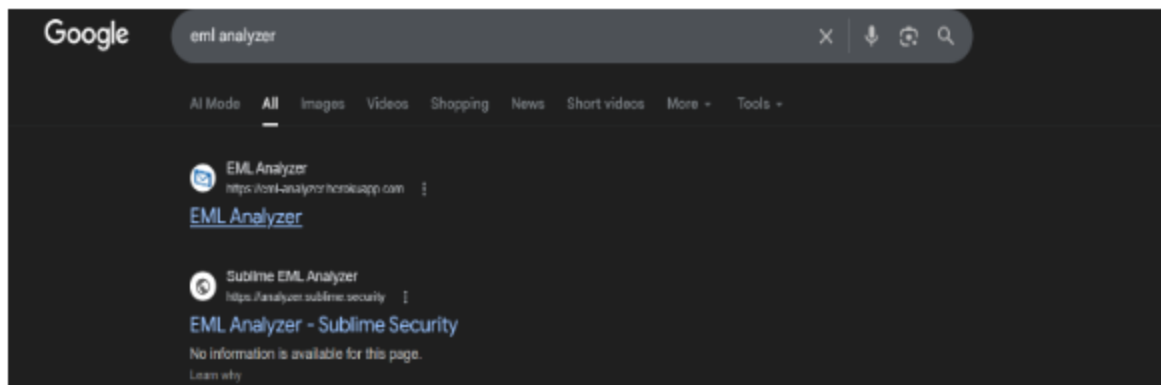 Google
eml analyzer
AI Mode All Images Videos Shopping News Short videos More Tools
EML Analyzer
https://eml-analyzer.herokuapp.com
EML Analyzer
Sublime EML Analyzer
https://analyzer.sublime.security
EML Analyzer - Sublime Security
No information is available for this page.
Learn why